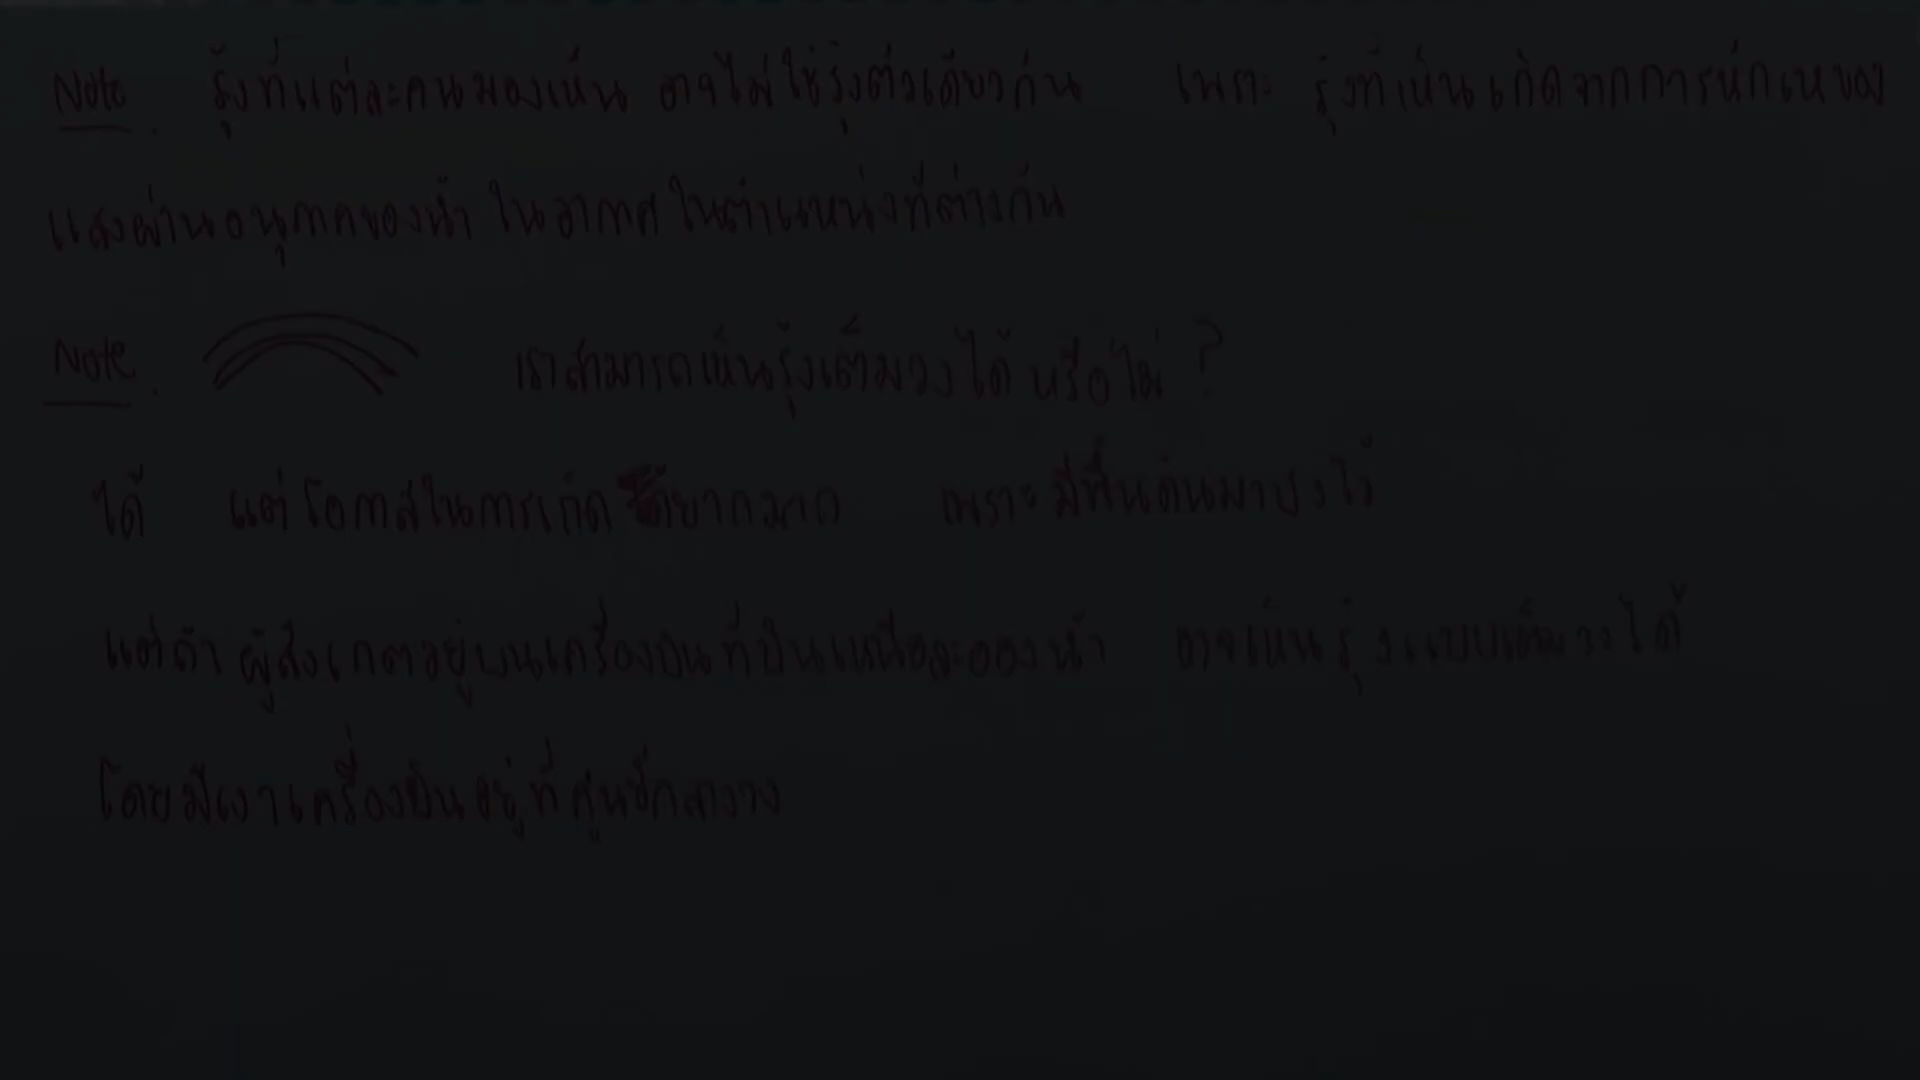 Note. รุ้งที่แต่ละคนมองเห็น อาจไม่ใช่รุ้งตัวเดียวกัน เพราะ รุ้งที่เห็นเกิดจากการหักเหของ
แสงผ่านอนุภาคของน้ำ ในอากาศ ในตำแหน่งที่ต่างกัน
Note. เราสามารถเห็นรุ้งเต็มวงได้ หรือไม่ ?
ได้ แต่โอกาสในการเกิด ยากมาก เพราะ มีพื้นดินมาบังไว้
แต่ถ้า ผู้สังเกตอยู่บนเครื่องบิน ที่บินเหนือละอองน้ำ อาจเห็นรุ้งแบบเต็มวงได้
โดยมีเงาเครื่องบินอยู่ที่ศูนย์กลางวง